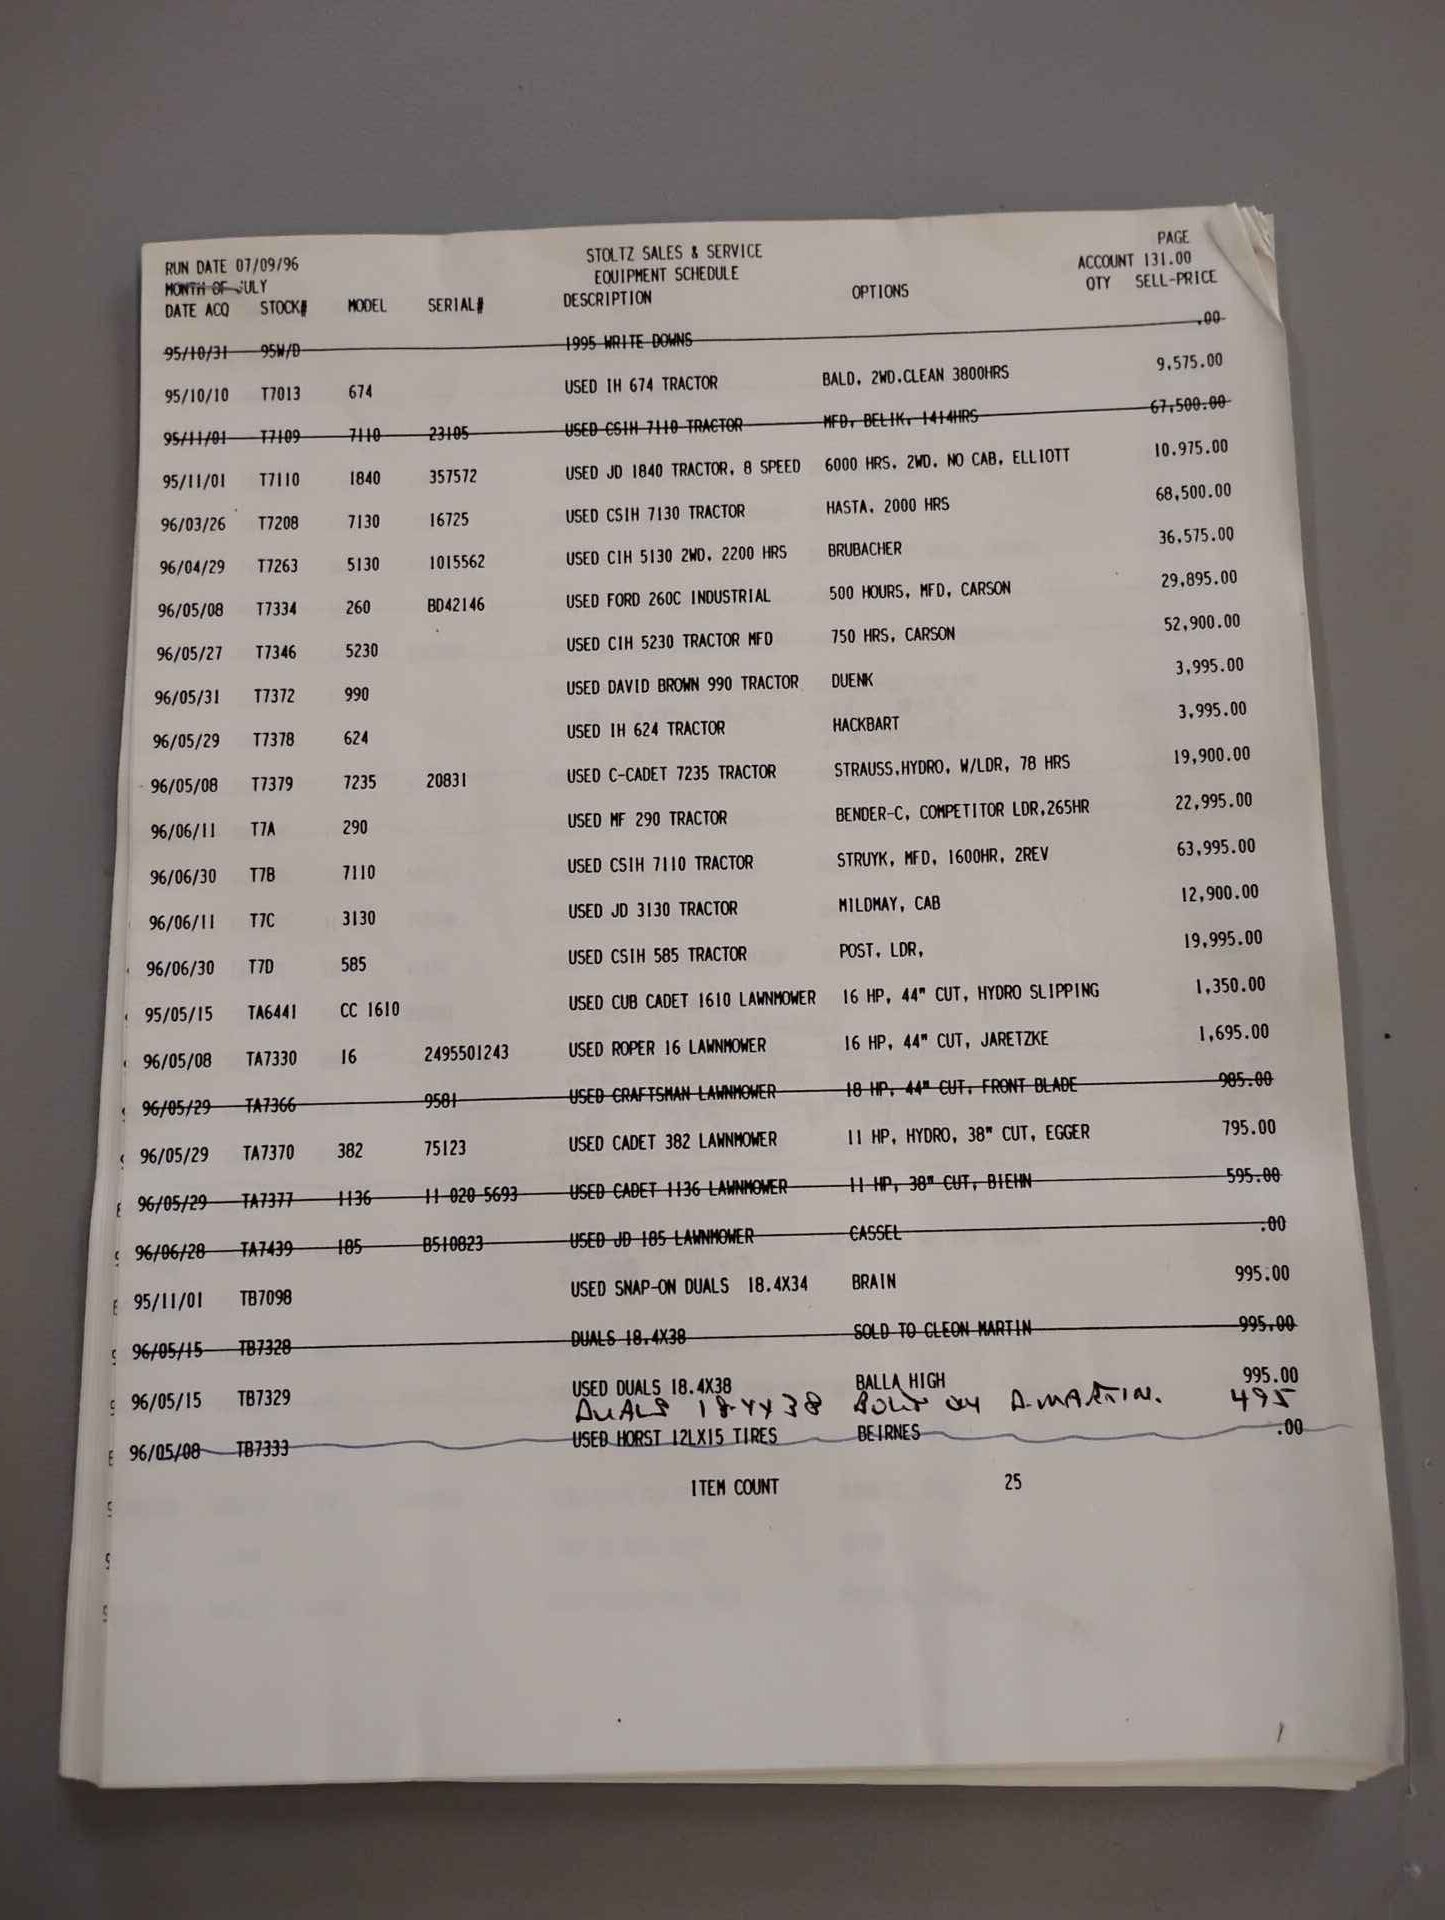 STOLTZ SALES & SERVICE PAGE
RUN DATE 07/09/96 EQUIPMENT SCHEDULE ACCOUNT 131.00
MONTH OF JULY
DATE ACQ STOCK# MODEL SERIAL# DESCRIPTION OPTIONS QTY SELL-PRICE
95/10/31 95W/D 1995 WRITE DOWNS .00
95/10/10 T7013 674 USED IH 674 TRACTOR BALD, 2WD.CLEAN 3800HRS 9,575.00
95/11/01 T7109 7110 23105 USED CSIH 7110 TRACTOR MFD, BELIK, 1414HRS 67,500.00
95/11/01 T7110 1840 357572 USED JD 1840 TRACTOR, 8 SPEED 6000 HRS, 2WD, NO CAB, ELLIOTT 10,975.00
96/03/26 T7208 7130 16725 USED CSIH 7130 TRACTOR HASTA, 2000 HRS 68,500.00
96/04/29 T7263 5130 1015562 USED CIH 5130 2WD, 2200 HRS BRUBACHER 36,575.00
96/05/08 T7334 260 BD42146 USED FORD 260C INDUSTRIAL 500 HOURS, MFD, CARSON 29,895.00
96/05/27 T7346 5230 USED CIH 5230 TRACTOR MFD 750 HRS, CARSON 52,900.00
96/05/31 T7372 990 USED DAVID BROWN 990 TRACTOR DUENK 3,995.00
96/05/29 T7378 624 USED IH 624 TRACTOR HACKBART 3,995.00
96/05/08 T7379 7235 20831 USED C-CADET 7235 TRACTOR STRAUSS,HYDRO, W/LDR, 78 HRS 19,900.00
96/06/11 T7A 290 USED MF 290 TRACTOR BENDER-C, COMPETITOR LDR,265HR 22,995.00
96/06/30 T7B 7110 USED CSIH 7110 TRACTOR STRUYK, MFD, 1600HR, 2REV 63,995.00
96/06/11 T7C 3130 USED JD 3130 TRACTOR MILDMAY, CAB 12,900.00
96/06/30 T7D 585 USED CSIH 585 TRACTOR POST, LDR, 19,995.00
95/05/15 TA6441 CC 1610 USED CUB CADET 1610 LAWNMOWER 16 HP, 44" CUT, HYDRO SLIPPING 1,350.00
96/05/08 TA7330 16 2495501243 USED ROPER 16 LAWNMOWER 16 HP, 44" CUT, JARETZKE 1,695.00
96/05/29 TA7366 9581 USED CRAFTSMAN LAWNMOWER 18 HP, 44" CUT, FRONT BLADE 985.00
96/05/29 TA7370 382 75123 USED CADET 382 LAWNMOWER 11 HP, HYDRO, 38" CUT, EGGER 795.00
96/05/29 TA7377 1136 11 020 5693 USED CADET 1136 LAWNMOWER 11 HP, 38" CUT, BIEHN 595.00
96/06/28 TA7439 185 B510823 USED JD 185 LAWNMOWER CASSEL .00
95/11/01 TB7098 USED SNAP-ON DUALS 18.4X34 BRAIN 995.00
96/05/15 TB7328 DUALS 18.4X38 SOLD TO CLEON MARTIN 995.00
96/05/15 TB7329 USED DUALS 18.4X38 BALLA HIGH 995.00
DUALS 18-4X38 BOLT ON D.MARTIN. 495
96/05/08 TB7333 USED HORST 12LX15 TIRES BEIRNES .00
ITEM COUNT 25